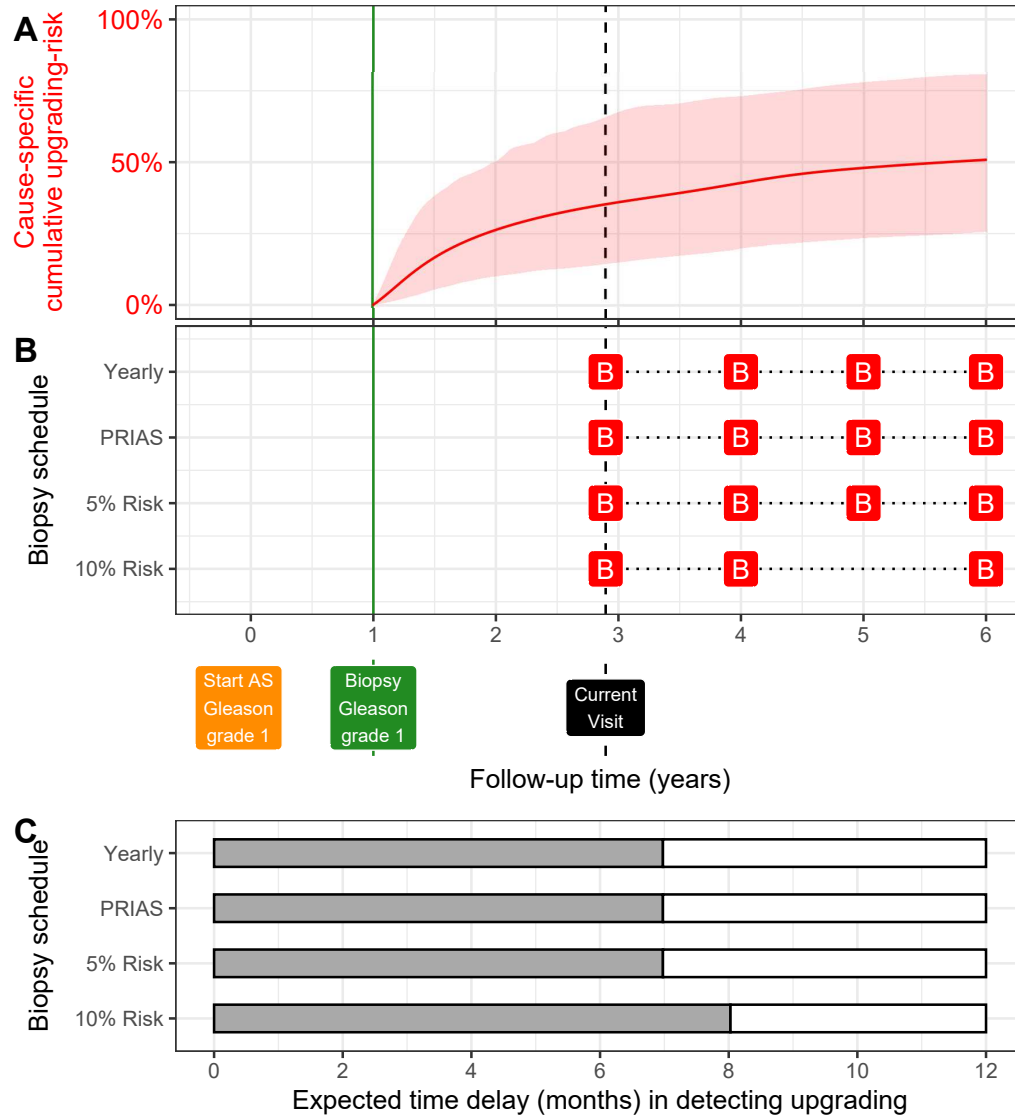 A
Cause-specific
cumulative upgrading-risk
100%
50%
0%
B
Biopsy schedule
Yearly
B B B B
PRIAS
B B B B
5% Risk
B B B B
10% Risk
B B B
0 1 2 3 4 5 6
Start AS
Gleason
grade 1
Biopsy
Gleason
grade 1
Current
Visit
Follow-up time (years)
C
Biopsy schedule
Yearly
PRIAS
5% Risk
10% Risk
0 2 4 6 8 10 12
Expected time delay (months) in detecting upgrading